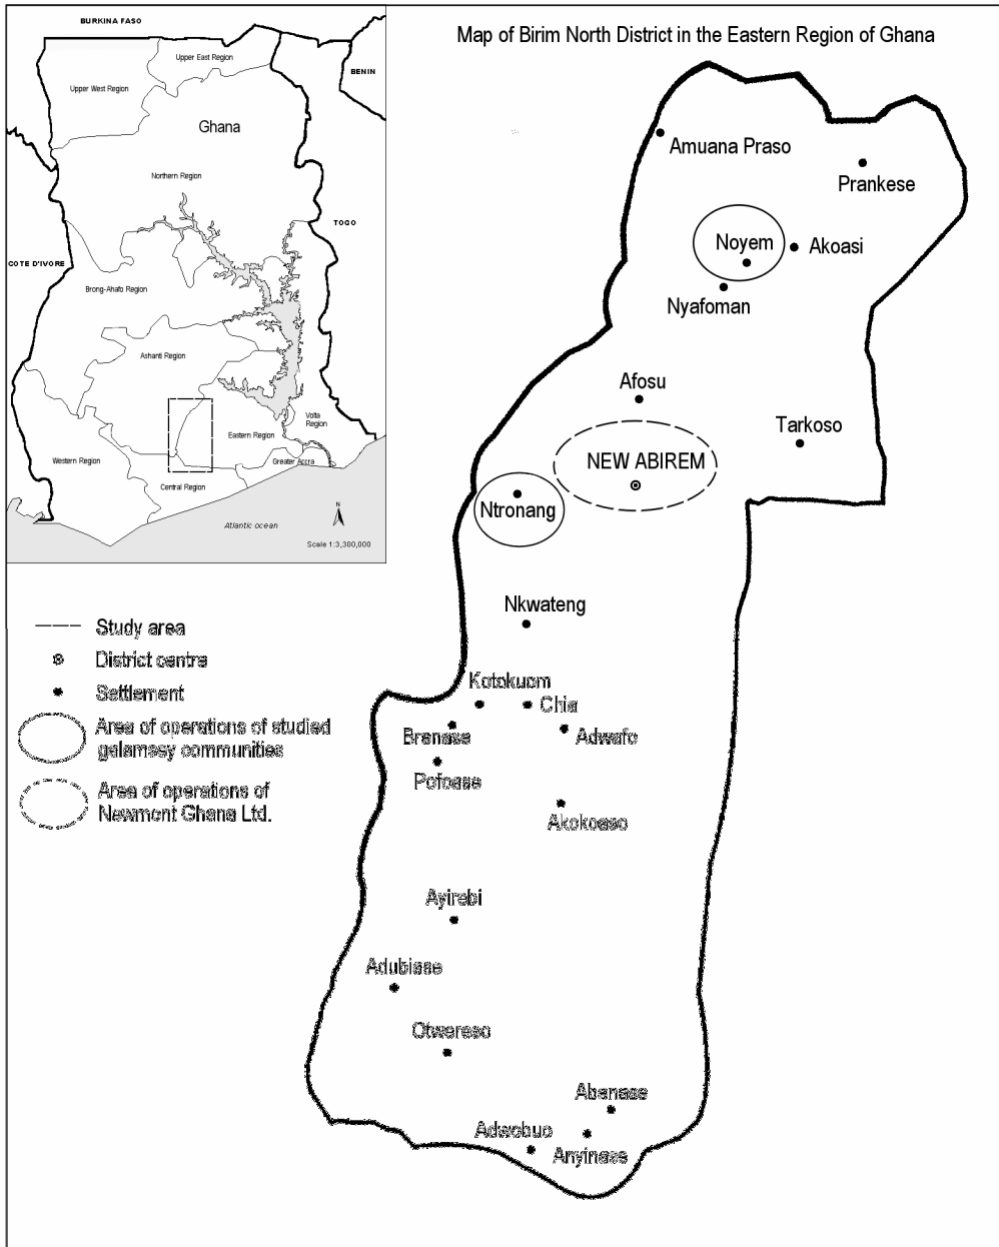 Map of Birim North District in the Eastern Region of Ghana
BURKINA FASO
Upper East Region
BENIN
Upper West Region
Ghana
Northern Region
TOGO
COTE D'IVORE
Brong-Ahafo Region
Ashanti Region
Volta
Region
Eastern Region
Western Region
Greater Accra
Central Region
N
Atlantic ocean
Scale 1:3,300,000
Amuana Praso
Prankese
Noyem
Akoasi
Nyafoman
Afosu
Tarkoso
NEW ABIREM
Ntronang
Nkwateng
Kotokuom
Chia
Brenase
Adwafo
Pofoase
Akokoaso
Ayirebi
Adubiase
Otwereso
Abenase
Adwobuo
Anyinase
Study area
District centre
Settlement
Area of operations of studied
galamsey communities
Area of operations of
Newmont Ghana Ltd.